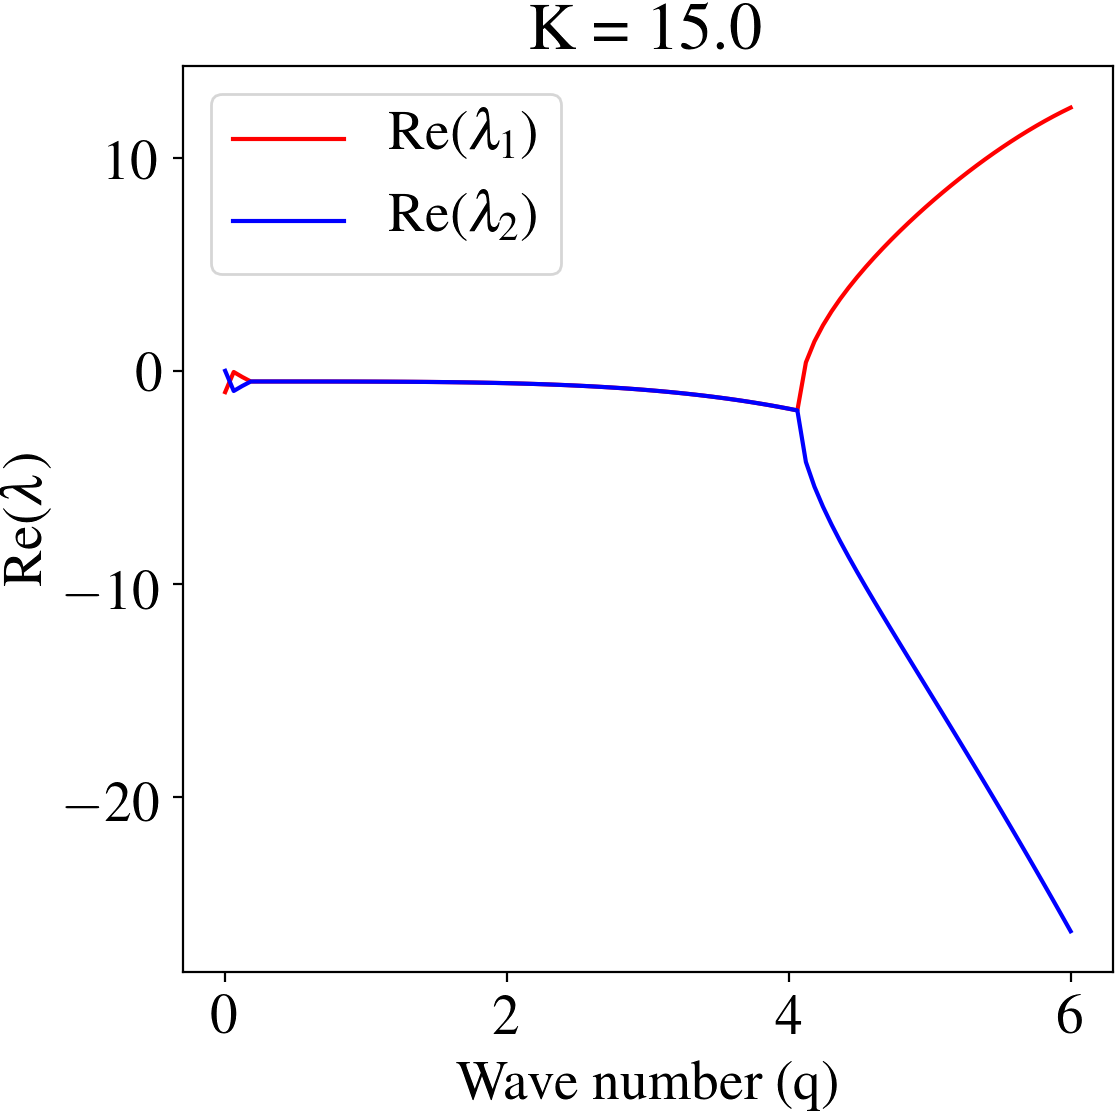 K = 15.0
Re(λ₁)
Re(λ₂)
10
0
−10
−20
Re(λ)
0 2 4 6
Wave number (q)